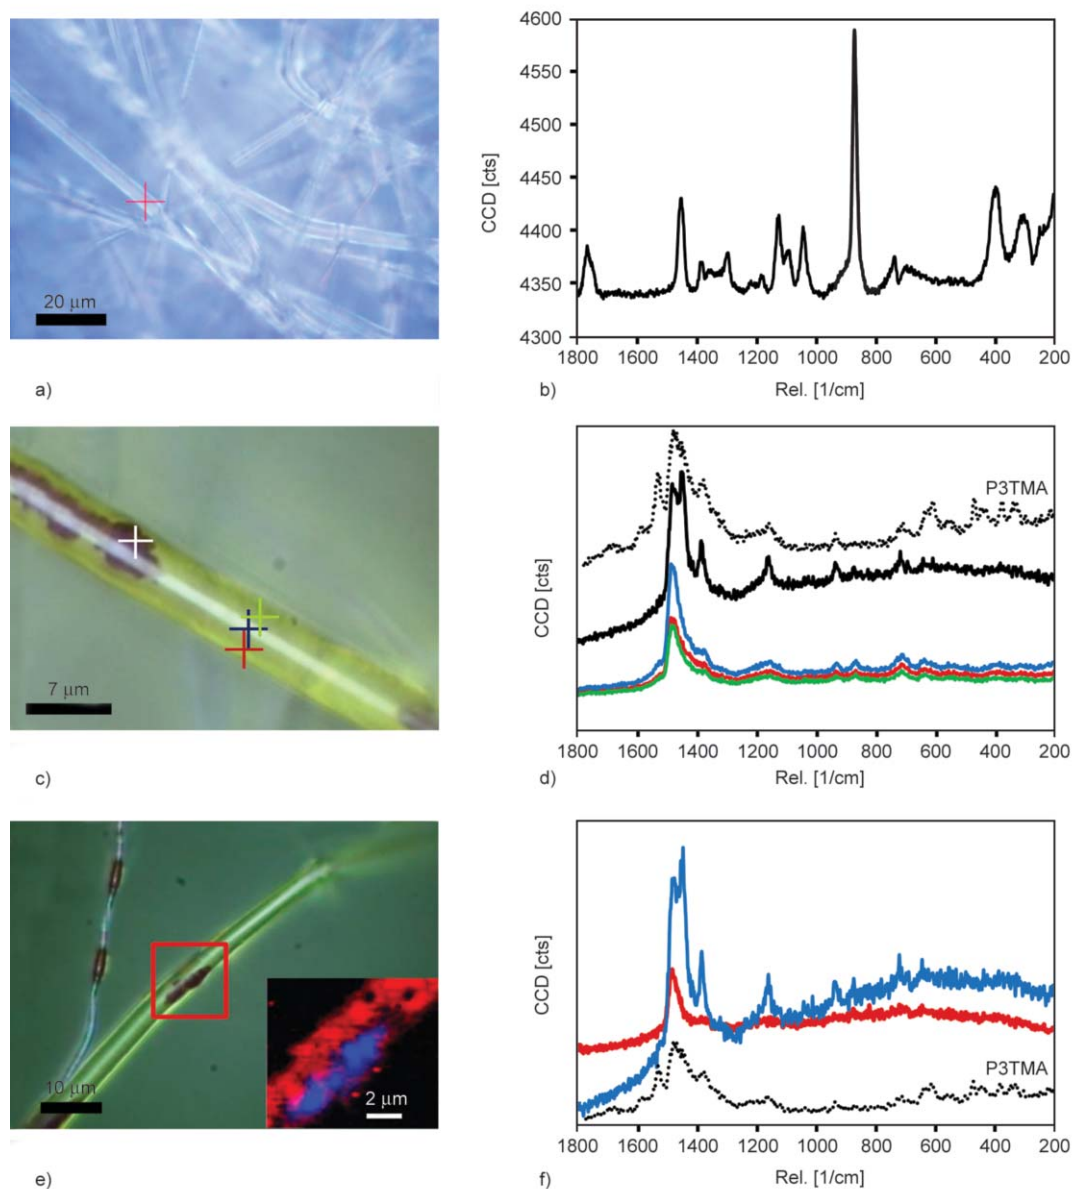 20 μm
a)
4600
4550
4500
4450
4400
4350
4300
CCD [cts]
1800 1600 1400 1200 1000 800 600 400 200
Rel. [1/cm]
b)
7 μm
c)
P3TMA
CCD [cts]
1800 1600 1400 1200 1000 800 600 400 200
Rel. [1/cm]
d)
10 μm
2 μm
e)
P3TMA
CCD [cts]
1800 1600 1400 1200 1000 800 600 400 200
Rel. [1/cm]
f)